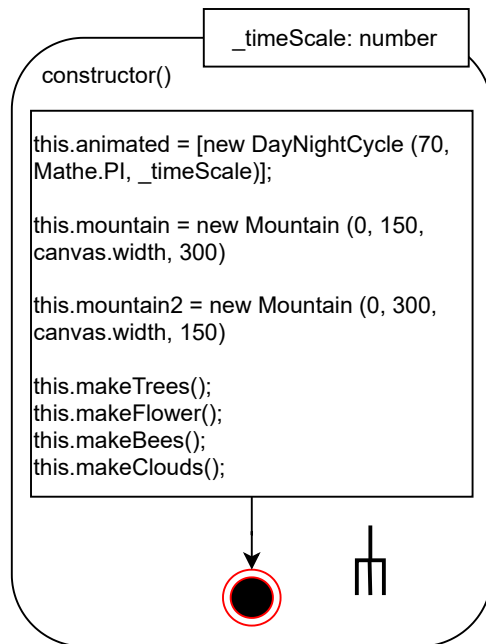 _timeScale: number
constructor()
this.animated = [new DayNightCycle (70,
Mathe.PI, _timeScale)];
this.mountain = new Mountain (0, 150,
canvas.width, 300)
this.mountain2 = new Mountain (0, 300,
canvas.width, 150)
this.makeTrees();
this.makeFlower();
this.makeBees();
this.makeClouds();